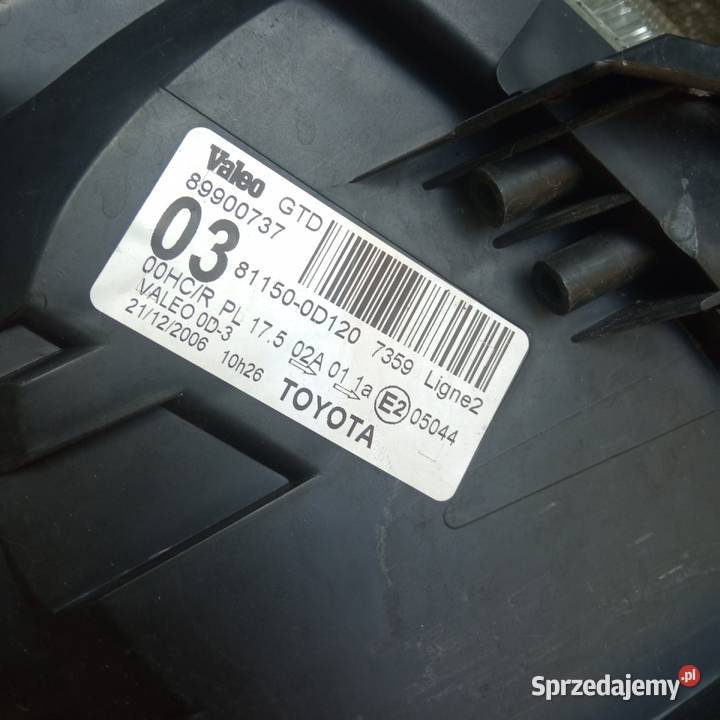 Valeo GTD
89900737
03 81150-0D120 7359 Ligne2
00HC/R PL 17.5 02A 01 1a E2 05044
VALEO 0D-3
21/12/2006 10h26 TOYOTA
Sprzedajemy.pl